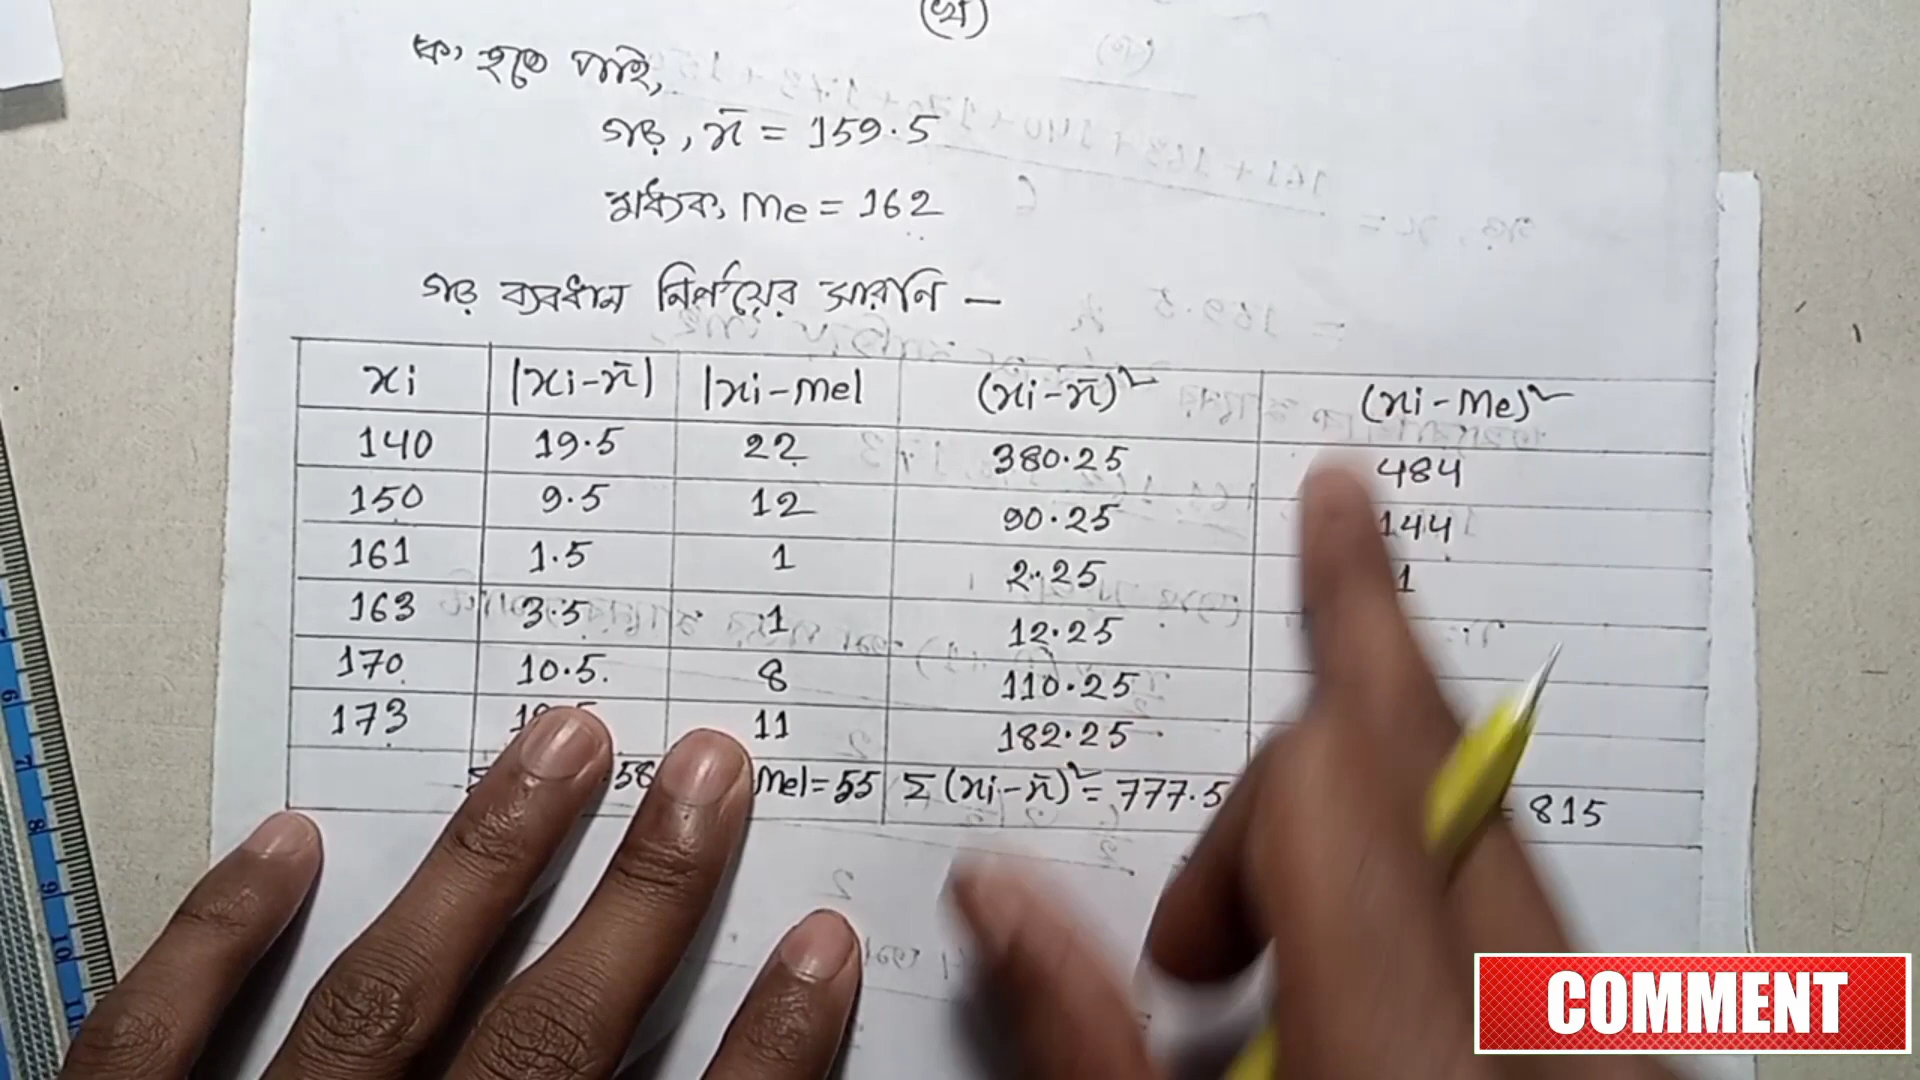 (খ)
ক, হতে পাই,
গড়, x̄ = 159.5
মধ্যক, Me = 162
গড় ব্যবধান নির্ণয়ের সারনি —
xi |xi-x̄| |xi-Me| (xi-x̄)² (xi-Me)²
140 19.5 22 380.25 484
150 9.5 12 90.25 144
161 1.5 1 2.25 1
163 3.5 1 12.25
170 10.5 8 110.25
173 11 182.25
58 Me|=55 Σ(xi-x̄)²=777.5 = 815
COMMENT